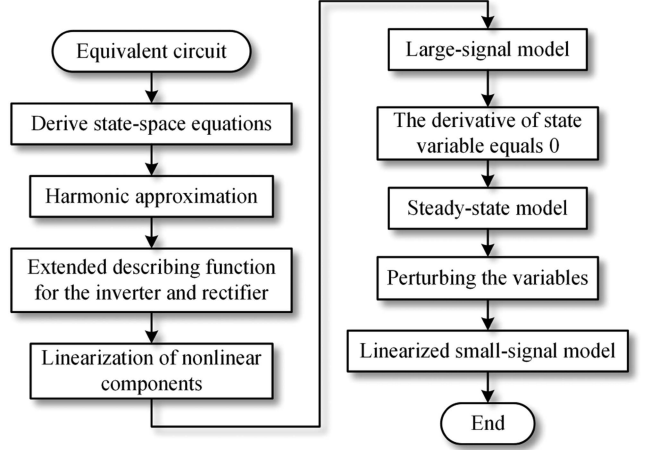 Equivalent circuit
Derive state-space equations
Harmonic approximation
Extended describing function
for the inverter and rectifier
Linearization of nonlinear
components
Large-signal model
The derivative of state
variable equals 0
Steady-state model
Perturbing the variables
Linearized small-signal model
End